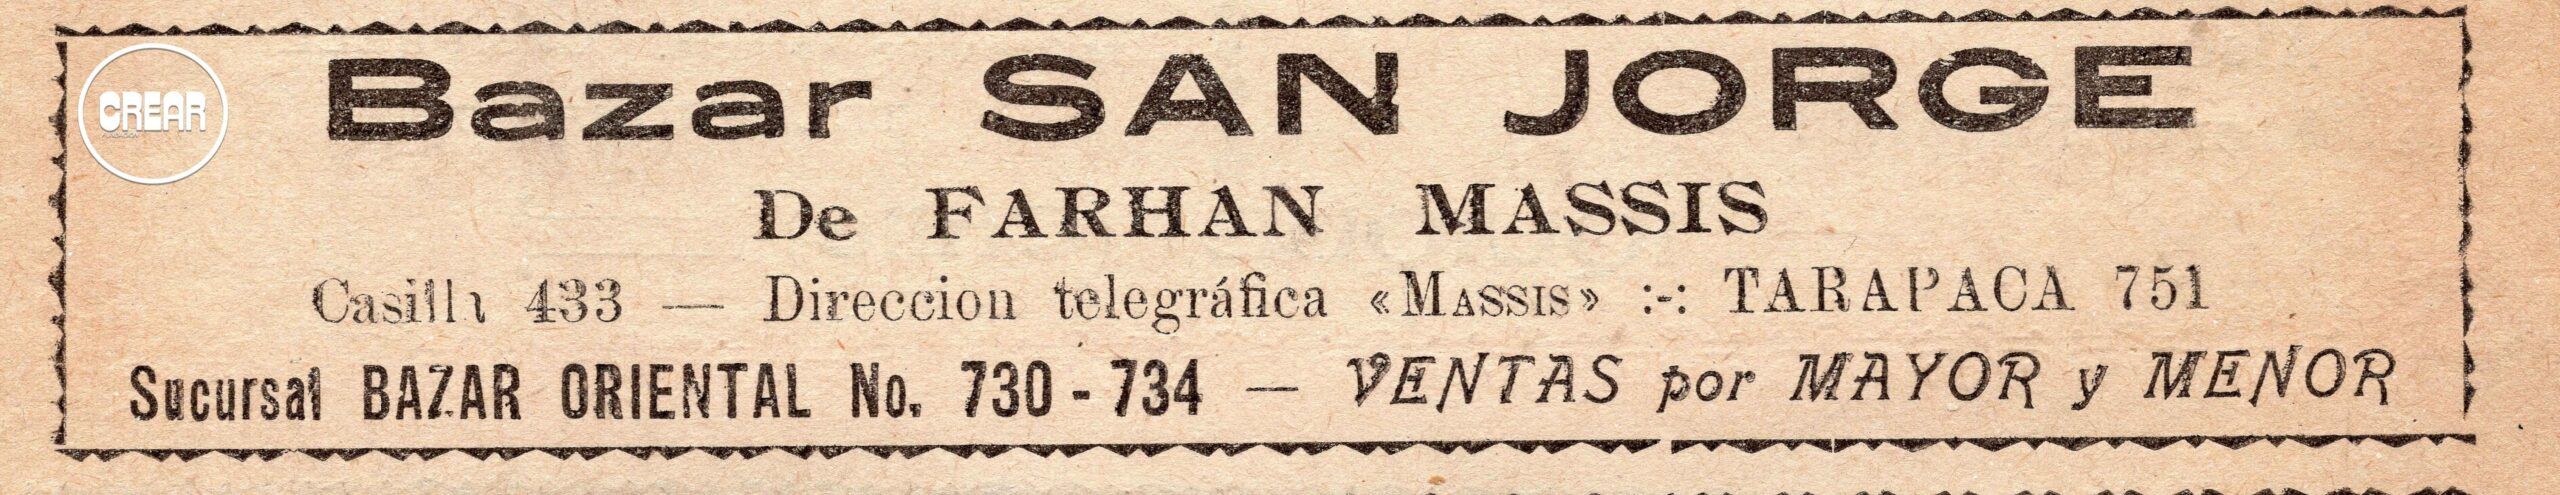 CREAR
FUNDACION
Bazar SAN JORGE
De FARHAN MASSIS
Casilla 433 — Direccion telegráfica «MASSIS» :-: TARAPACA 751
Sucursal BAZAR ORIENTAL No. 730 - 734 — VENTAS por MAYOR y MENOR